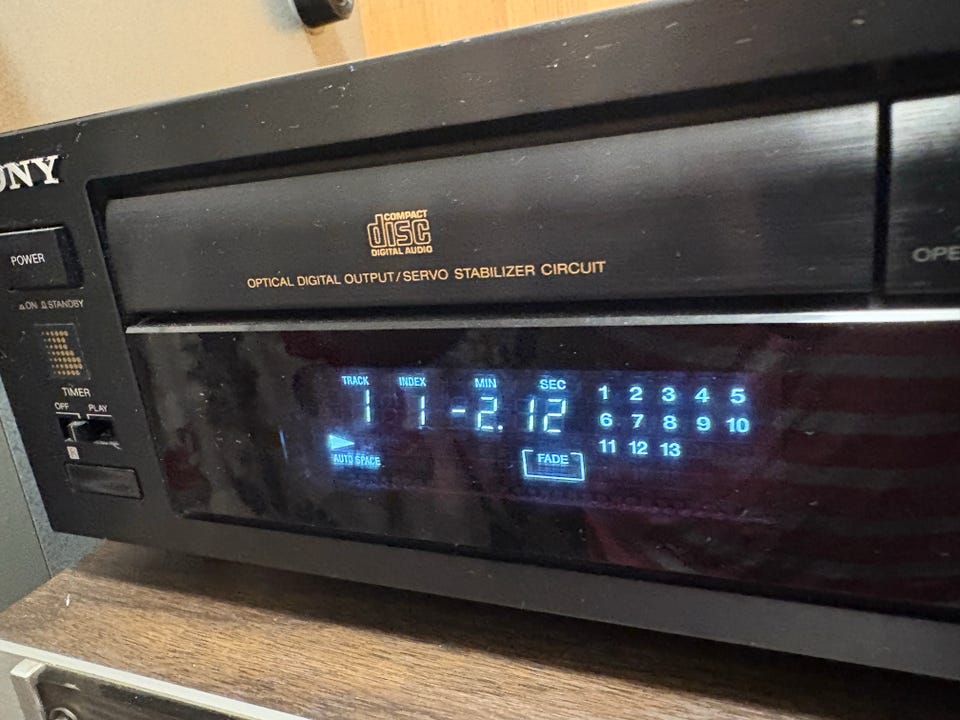 ONY
POWER
ON STANDBY
TIMER
OFF PLAY
COMPACT
disc
DIGITAL AUDIO
OPTICAL DIGITAL OUTPUT/SERVO STABILIZER CIRCUIT
OPE
TRACK INDEX MIN SEC
1 1 -2. 12
AUTO SPACE
FADE
1 2 3 4 5
6 7 8 9 10
11 12 13